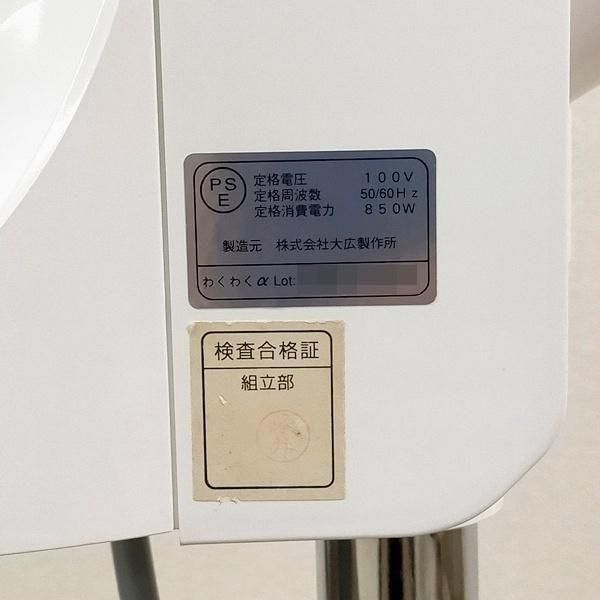 PS
E
定格電圧 100V
定格周波数 50/60Hz
定格消費電力 850W
製造元 株式会社大広製作所
わくわくα Lot:
検査合格証
組立部